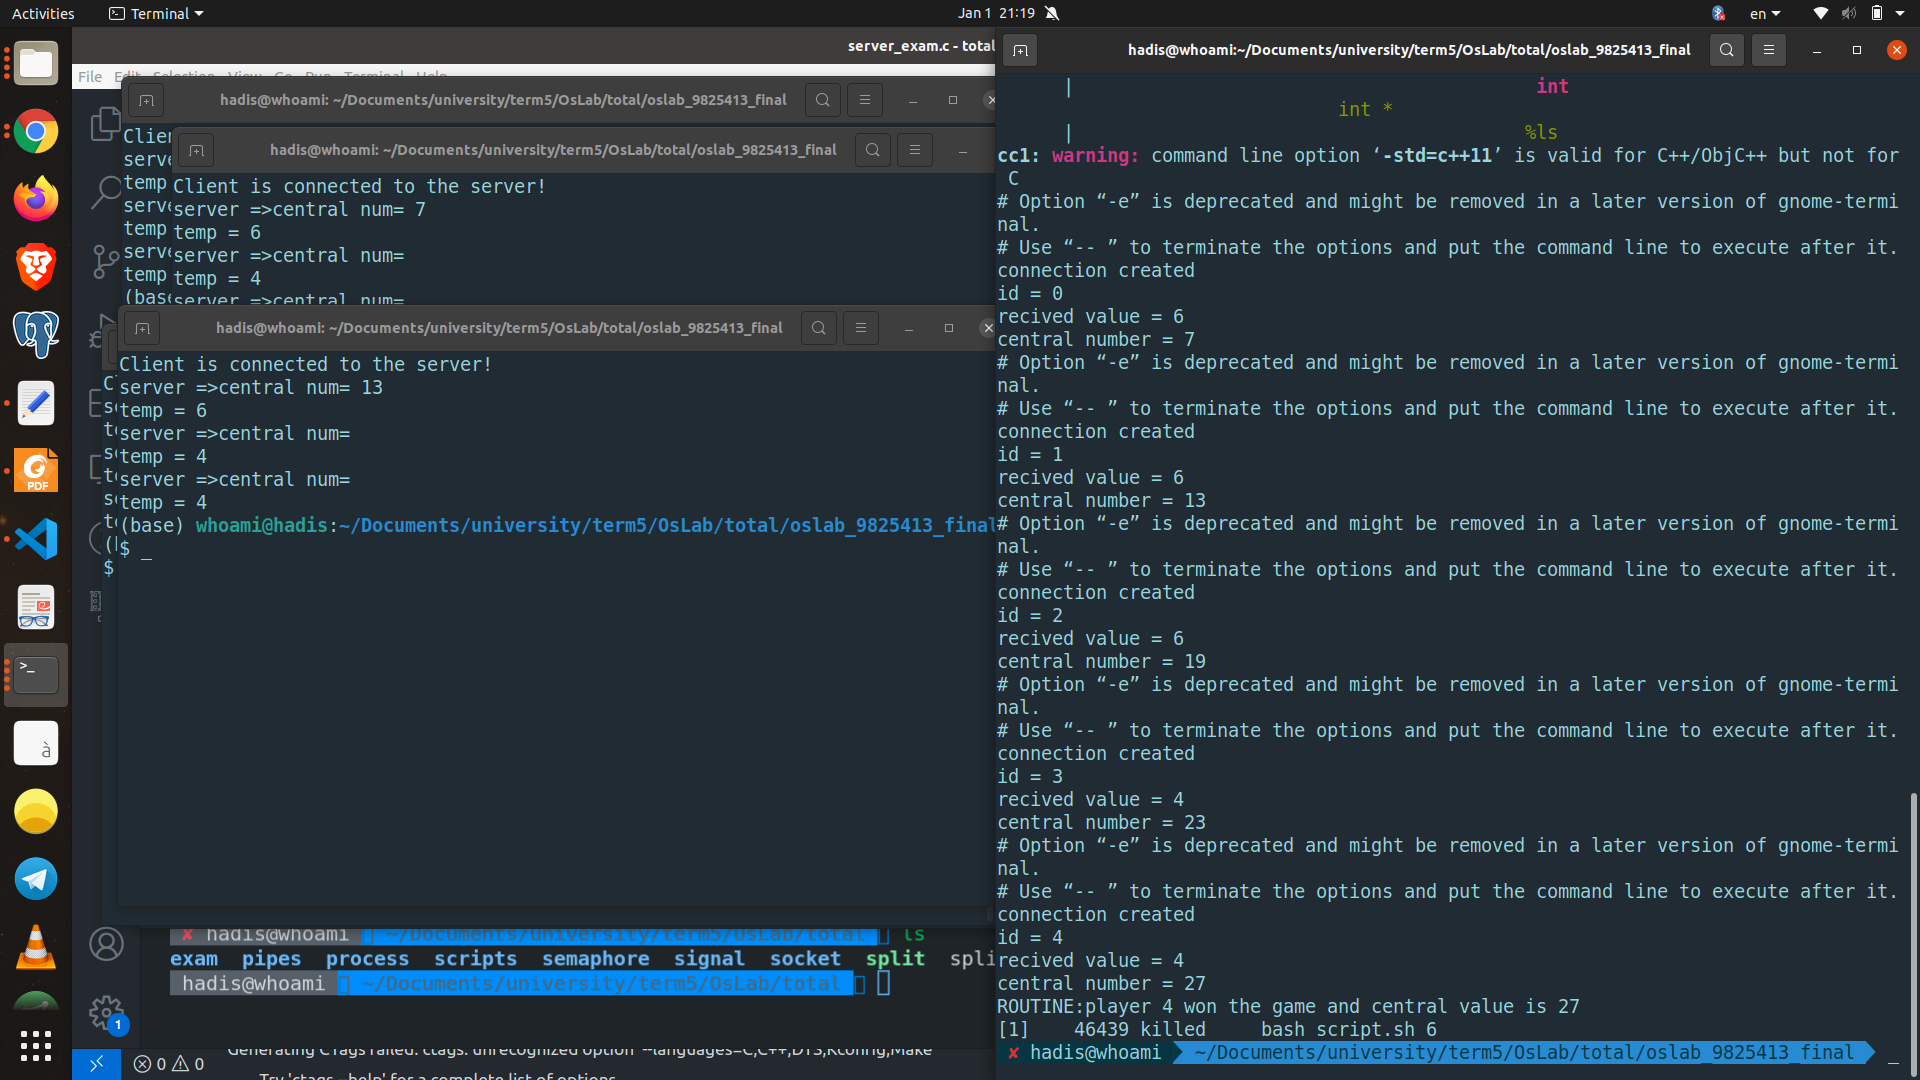 Activities
Terminal
Jan 1 21:19
en
server_exam.c - total
File Edit Selection View Go Run Terminal Help
hadis@whoami: ~/Documents/university/term5/OsLab/total/oslab_9825413_final
temp
temp
temp
(base
hadis@whoami: ~/Documents/university/term5/OsLab/total/oslab_9825413_final
Client is connected to the server!
server =>central num= 7
temp = 6
server =>central num=
temp = 4
server =>central num=
hadis@whoami: ~/Documents/university/term5/OsLab/total/oslab_9825413_final
Client is connected to the server!
server =>central num= 13
temp = 6
server =>central num=
temp = 4
server =>central num=
temp = 4
(base) whoami@hadis:~/Documents/university/term5/OsLab/total/oslab_9825413_final
$ _
$
✘ hadis@whoami ~/Documents/university/term5/OsLab/total ls
exam pipes process scripts semaphore signal socket split spli
hadis@whoami ~/Documents/university/term5/OsLab/total
1
0 0
Generating CTags failed: ctags: unrecognized option '--languages=C,C++,DTS,Kconfig,Make
Try 'ctags --help' for a complete list of options.
PDF
hadis@whoami:~/Documents/university/term5/OsLab/total/oslab_9825413_final
| int
int *
| %ls
cc1: warning: command line option ‘-std=c++11’ is valid for C++/ObjC++ but not for
C
# Option “-e” is deprecated and might be removed in a later version of gnome-termi
nal.
# Use “-- ” to terminate the options and put the command line to execute after it.
connection created
id = 0
recived value = 6
central number = 7
# Option “-e” is deprecated and might be removed in a later version of gnome-termi
nal.
# Use “-- ” to terminate the options and put the command line to execute after it.
connection created
id = 1
recived value = 6
central number = 13
# Option “-e” is deprecated and might be removed in a later version of gnome-termi
nal.
# Use “-- ” to terminate the options and put the command line to execute after it.
connection created
id = 2
recived value = 6
central number = 19
# Option “-e” is deprecated and might be removed in a later version of gnome-termi
nal.
# Use “-- ” to terminate the options and put the command line to execute after it.
connection created
id = 3
recived value = 4
central number = 23
# Option “-e” is deprecated and might be removed in a later version of gnome-termi
nal.
# Use “-- ” to terminate the options and put the command line to execute after it.
connection created
id = 4
recived value = 4
central number = 27
ROUTINE:player 4 won the game and central value is 27
[1] 46439 killed bash script.sh 6
✘ hadis@whoami ~/Documents/university/term5/OsLab/total/oslab_9825413_final _